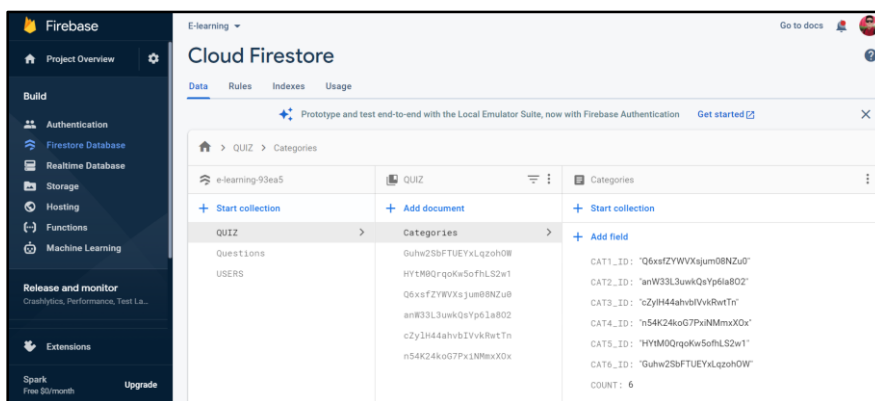 Firebase
Project Overview
Build
Authentication
Firestore Database
Realtime Database
Storage
Hosting
Functions
Machine Learning
Release and monitor
Crashlytics, Performance, Test La...
Extensions
Spark
Free $0/month
Upgrade
E-learning
Go to docs
Cloud Firestore
Data Rules Indexes Usage
Prototype and test end-to-end with the Local Emulator Suite, now with Firebase Authentication Get started
QUIZ > Categories
e-learning-93ea5
+ Start collection
QUIZ
Questions
USERS
QUIZ
+ Add document
Categories
Guhw2SbFTUEYxLqzohOW
HYtM0QrqoKw5ofhLS2w1
Q6xsfZYWVXsjum08NZu0
anW33L3uwkQsYp6la8O2
cZylH44ahvbIVvkRwtTn
n54K24koG7PxiNMmxXOx
Categories
+ Start collection
+ Add field
CAT1_ID: "Q6xsfZYWVXsjum08NZu0"
CAT2_ID: "anW33L3uwkQsYp6la8O2"
CAT3_ID: "cZylH44ahvbIVvkRwtTn"
CAT4_ID: "n54K24koG7PxiNMmxXOx"
CAT5_ID: "HYtM0QrqoKw5ofhLS2w1"
CAT6_ID: "Guhw2SbFTUEYxLqzohOW"
COUNT: 6